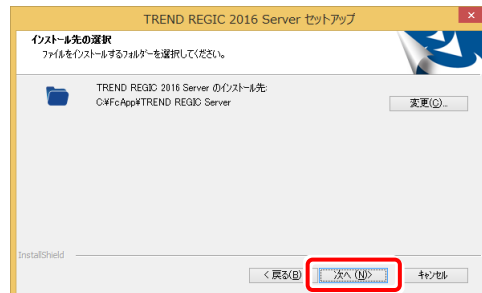 TREND REGIC 2016 Server セットアップ
インストール先の選択
ファイルをインストールするフォルダーを選択してください。
TREND REGIC 2016 Server のインストール先:
C:¥FcApp¥TREND REGIC Server
変更(C)...
InstallShield
< 戻る(B)
次へ (N)>
キャンセル